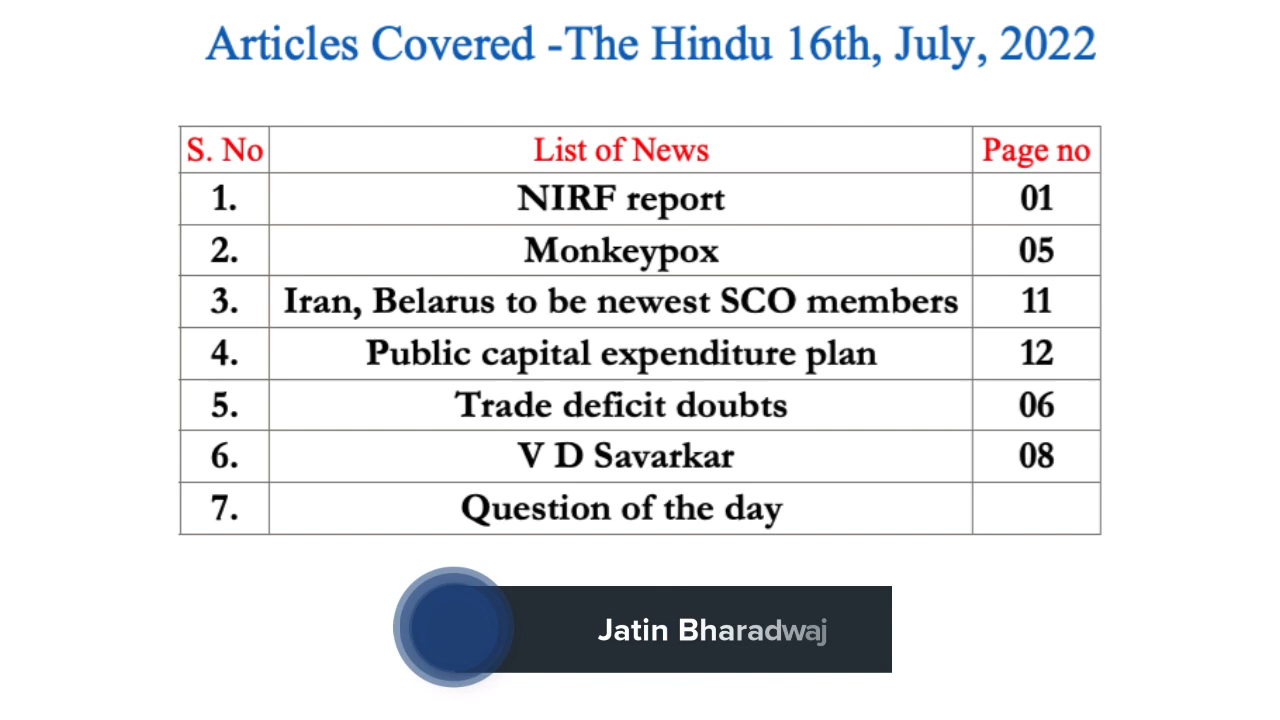 Articles Covered -The Hindu 16th, July, 2022
S. No List of News Page no
1. NIRF report 01
2. Monkeypox 05
3. Iran, Belarus to be newest SCO members 11
4. Public capital expenditure plan 12
5. Trade deficit doubts 06
6. V D Savarkar 08
7. Question of the day
Jatin Bharadwaj